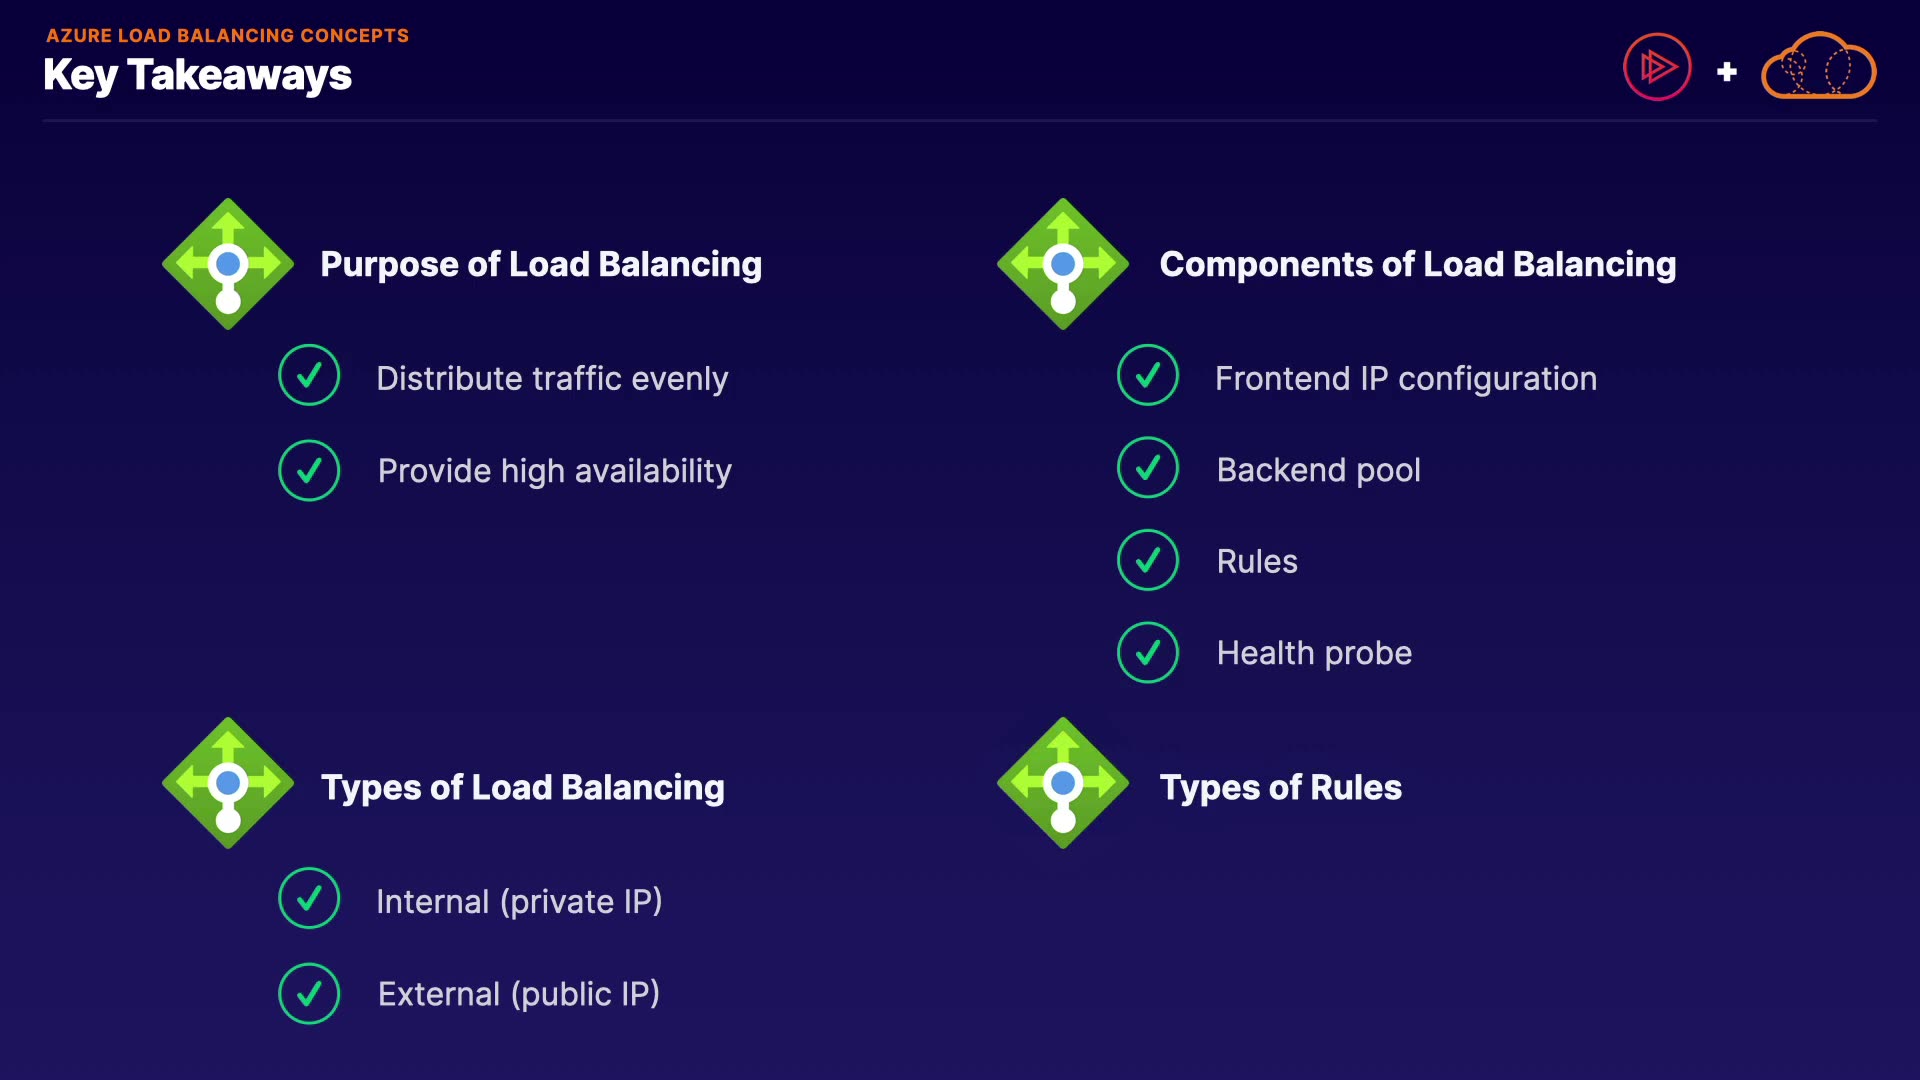 AZURE LOAD BALANCING CONCEPTS
Key Takeaways
+
Purpose of Load Balancing
Distribute traffic evenly
Provide high availability
Components of Load Balancing
Frontend IP configuration
Backend pool
Rules
Health probe
Types of Load Balancing
Internal (private IP)
External (public IP)
Types of Rules